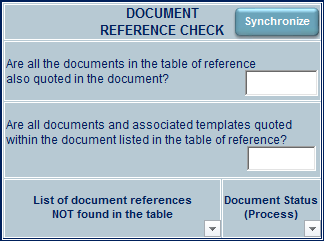 DOCUMENT
REFERENCE CHECK
Synchronize
Are all the documents in the table of reference
also quoted in the document?
Are all documents and associated templates quoted
within the document listed in the table of reference?
List of document references
NOT found in the table
Document Status
(Process)